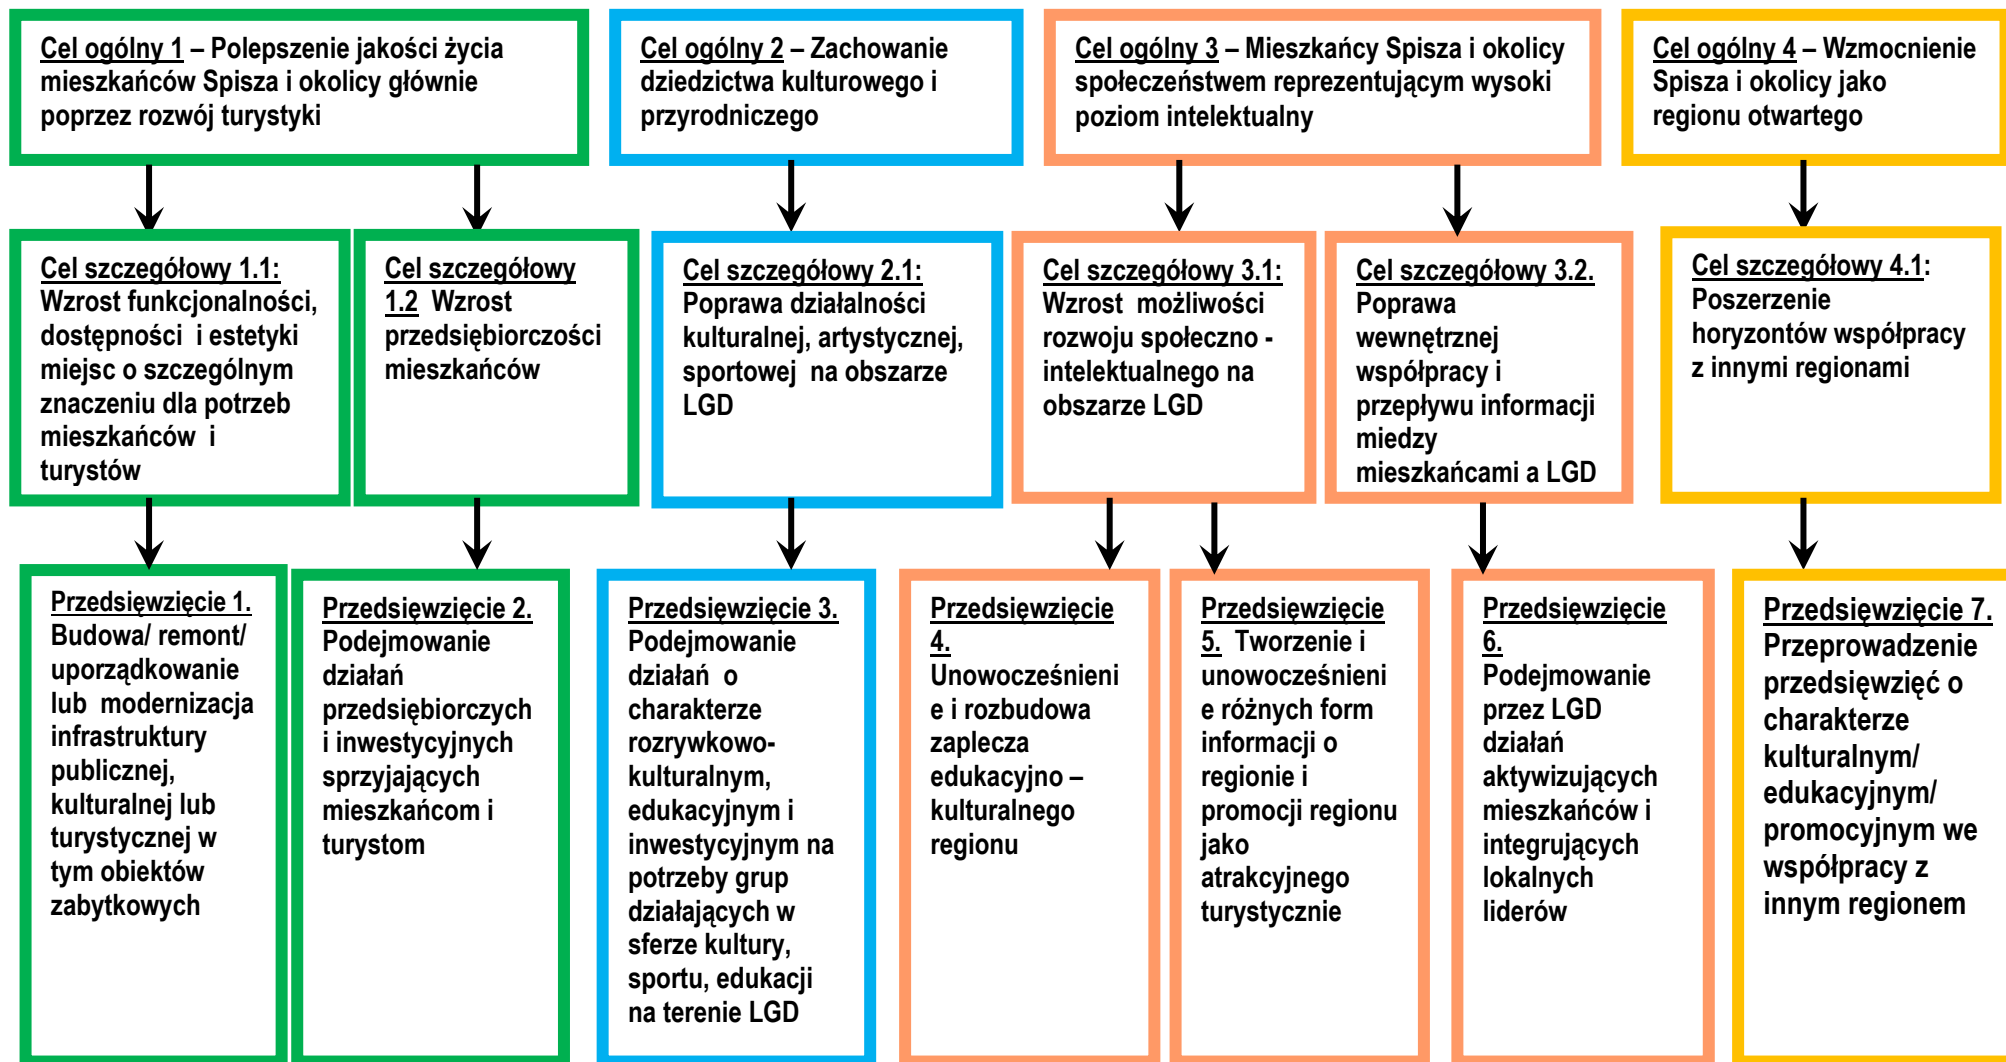 Cel ogólny 1 – Polepszenie jakości życia
mieszkańców Spisza i okolicy głównie
poprzez rozwój turystyki
Cel ogólny 2 – Zachowanie
dziedzictwa kulturowego i
przyrodniczego
Cel ogólny 3 – Mieszkańcy Spisza i okolicy
społeczeństwem reprezentującym wysoki
poziom intelektualny
Cel ogólny 4 – Wzmocnienie
Spisza i okolicy jako
regionu otwartego
Cel szczegółowy 1.1:
Wzrost funkcjonalności,
dostępności i estetyki
miejsc o szczególnym
znaczeniu dla potrzeb
mieszkańców i
turystów
Cel szczegółowy
1.2 Wzrost
przedsiębiorczości
mieszkańców
Cel szczegółowy 2.1:
Poprawa działalności
kulturalnej, artystycznej,
sportowej na obszarze
LGD
Cel szczegółowy 3.1:
Wzrost możliwości
rozwoju społeczno -
intelektualnego na
obszarze LGD
Cel szczegółowy 3.2.
Poprawa
wewnętrznej
współpracy i
przepływu informacji
miedzy
mieszkańcami a LGD
Cel szczegółowy 4.1:
Poszerzenie
horyzontów współpracy
z innymi regionami
Przedsięwzięcie 1.
Budowa/ remont/
uporządkowanie
lub modernizacja
infrastruktury
publicznej,
kulturalnej lub
turystycznej w
tym obiektów
zabytkowych
Przedsięwzięcie 2.
Podejmowanie
działań
przedsiębiorczych
i inwestycyjnych
sprzyjających
mieszkańcom i
turystom
Przedsięwzięcie 3.
Podejmowanie
działań o
charakterze
rozrywkowo-
kulturalnym,
edukacyjnym i
inwestycyjnym na
potrzeby grup
działających w
sferze kultury,
sportu, edukacji
na terenie LGD
Przedsięwzięcie
4.
Unowocześnieni
e i rozbudowa
zaplecza
edukacyjno –
kulturalnego
regionu
Przedsięwzięcie
5. Tworzenie i
unowocześnieni
e różnych form
informacji o
regionie i
promocji regionu
jako
atrakcyjnego
turystycznie
Przedsięwzięcie
6.
Podejmowanie
przez LGD
działań
aktywizujących
mieszkańców i
integrujących
lokalnych
liderów
Przedsięwzięcie 7.
Przeprowadzenie
przedsięwzięć o
charakterze
kulturalnym/
edukacyjnym/
promocyjnym we
współpracy z
innym regionem